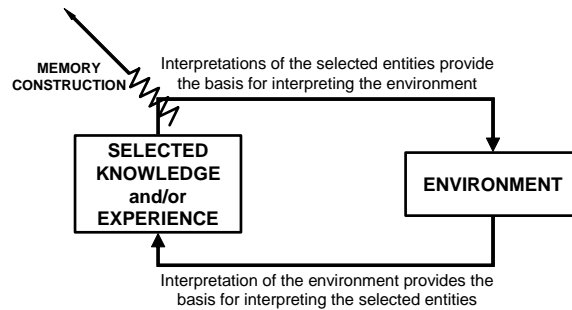 Interpretations of the selected entities provide
the basis for interpreting the environment
MEMORY
CONSTRUCTION
SELECTED
KNOWLEDGE
and/or
EXPERIENCE
ENVIRONMENT
Interpretation of the environment provides the
basis for interpreting the selected entities